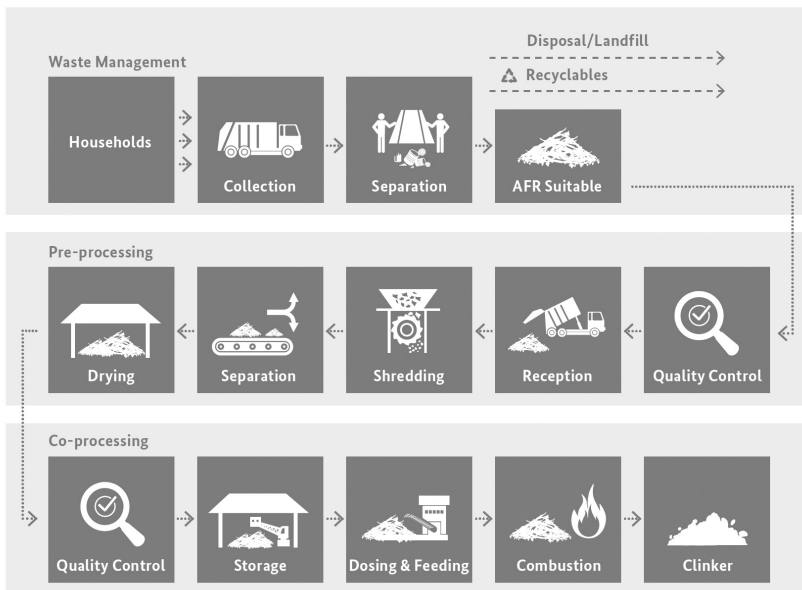 Disposal/Landfill
Waste Management
Recyclables
Households
Collection
Separation
AFR Suitable
Pre-processing
Drying
Separation
Shredding
Reception
Quality Control
Co-processing
Quality Control
Storage
Dosing & Feeding
Combustion
Clinker